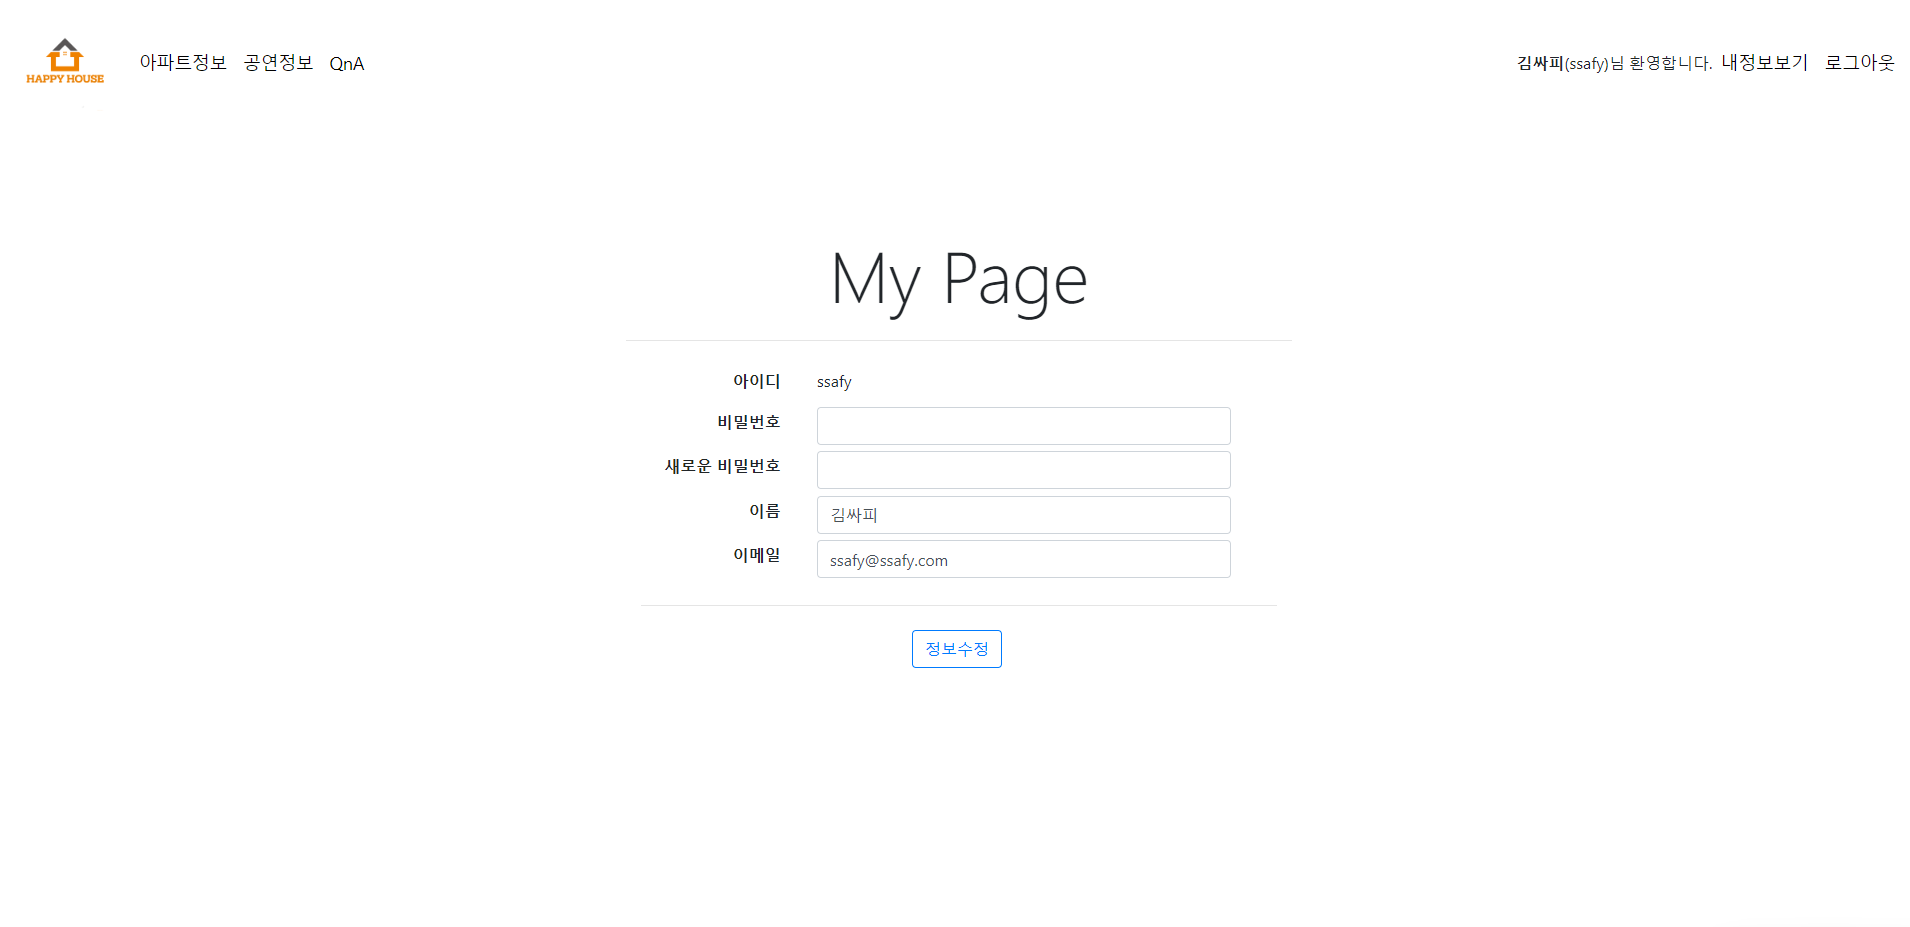 HAPPY HOUSE
아파트정보 공연정보 QnA
김싸피(ssafy)님 환영합니다. 내정보보기 로그아웃
My Page
아이디 ssafy
비밀번호
새로운 비밀번호
이름 김싸피
이메일 ssafy@ssafy.com
정보수정